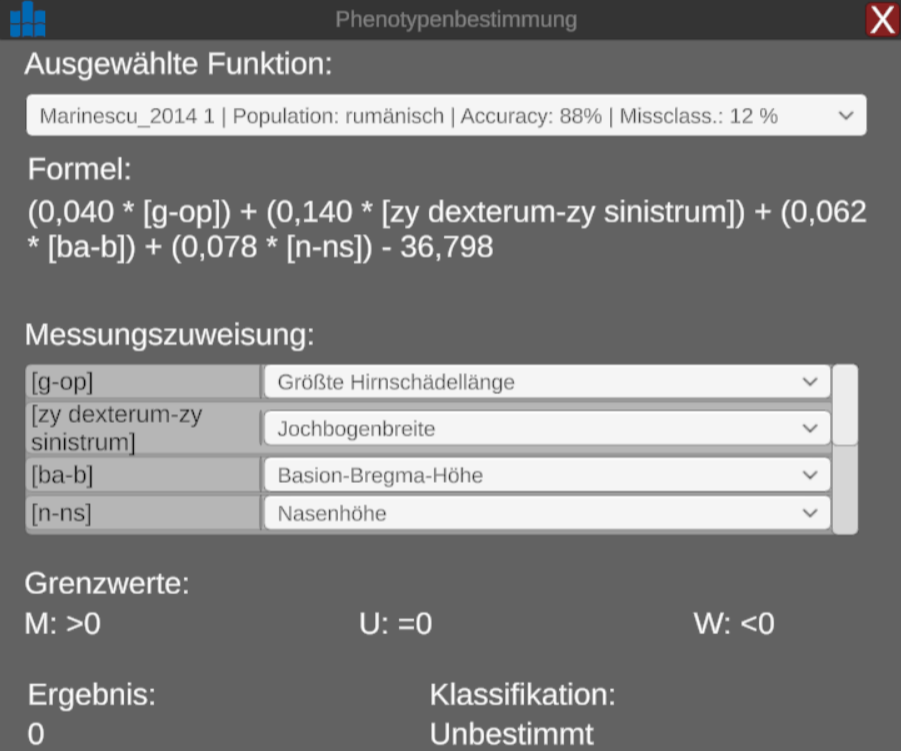 Phenotypenbestimmung
X
Ausgewählte Funktion:
Marinescu_2014 1 | Population: rumänisch | Accuracy: 88% | Missclass.: 12 %
Formel:
(0,040 * [g-op]) + (0,140 * [zy dexterum-zy sinistrum]) + (0,062
* [ba-b]) + (0,078 * [n-ns]) - 36,798
Messungszuweisung:
[g-op] Größte Hirnschädellänge
[zy dexterum-zy
sinistrum] Jochbogenbreite
[ba-b] Basion-Bregma-Höhe
[n-ns] Nasenhöhe
Grenzwerte:
M: >0 U: =0 W: <0
Ergebnis: Klassifikation:
0 Unbestimmt